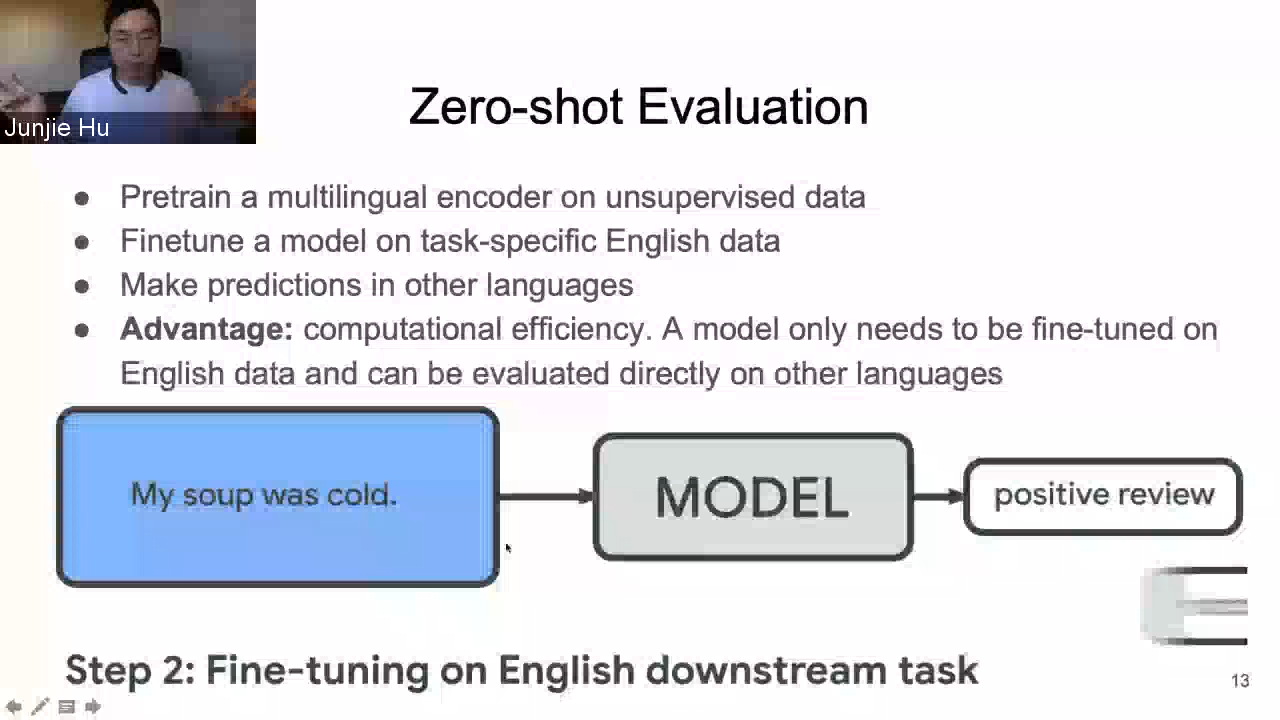 Junjie Hu
Zero-shot Evaluation
● Pretrain a multilingual encoder on unsupervised data
● Finetune a model on task-specific English data
● Make predictions in other languages
● Advantage: computational efficiency. A model only needs to be fine-tuned on
English data and can be evaluated directly on other languages
My soup was cold.
MODEL
positive review
Step 2: Fine-tuning on English downstream task
13